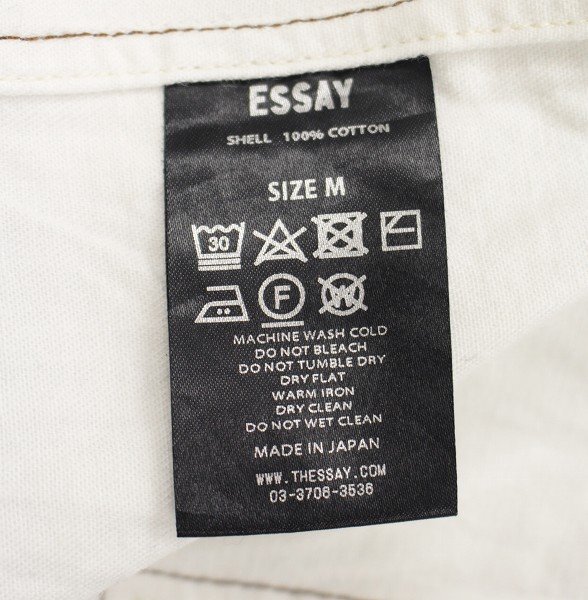 ESSAY
SHELL 100% COTTON
SIZE M
30
F
W
MACHINE WASH COLD
DO NOT BLEACH
DO NOT TUMBLE DRY
DRY FLAT
WARM IRON
DRY CLEAN
DO NOT WET CLEAN
MADE IN JAPAN
WWW.THESSAY.COM
03-3706-3536